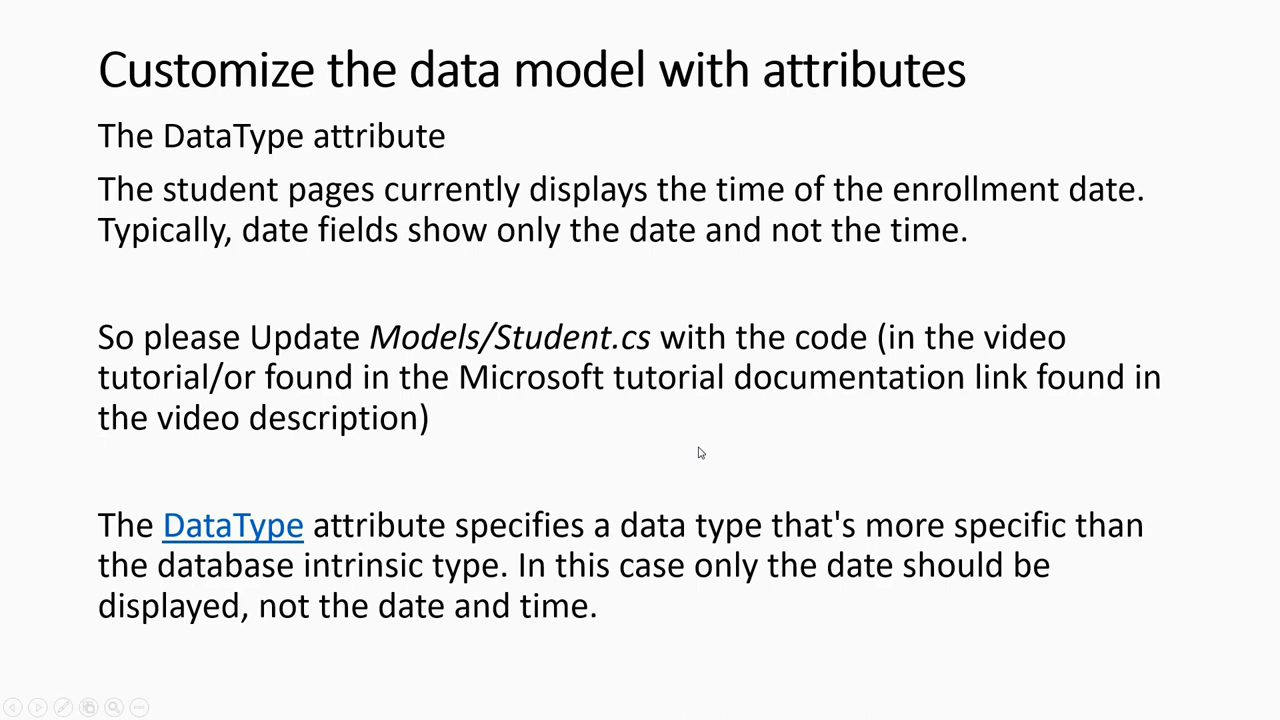 Customize the data model with attributes
The DataType attribute
The student pages currently displays the time of the enrollment date.
Typically, date fields show only the date and not the time.
So please Update Models/Student.cs with the code (in the video
tutorial/or found in the Microsoft tutorial documentation link found in
the video description)
The DataType attribute specifies a data type that's more specific than
the database intrinsic type. In this case only the date should be
displayed, not the date and time.